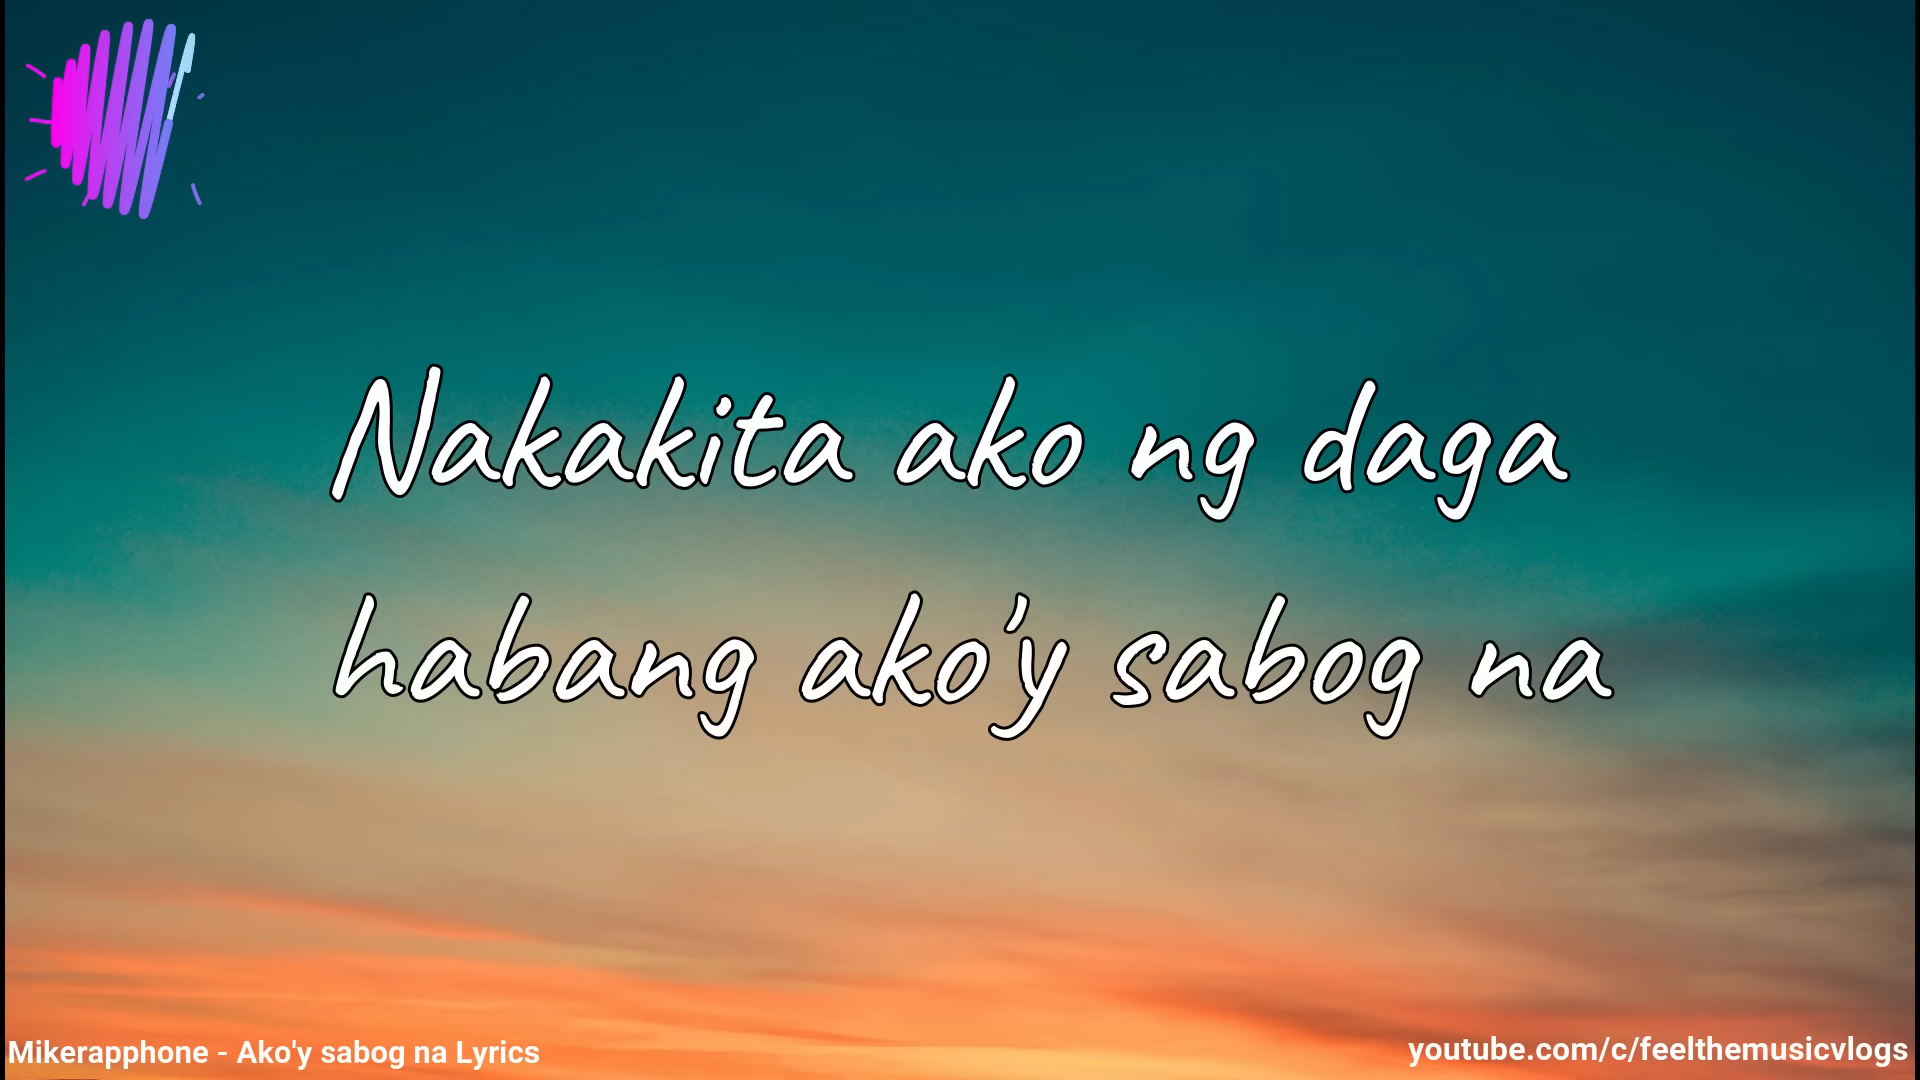 Nakakita ako ng daga
habang ako'y sabog na
Mikerapphone - Ako'y sabog na Lyrics
youtube.com/c/feelthemusicvlogs